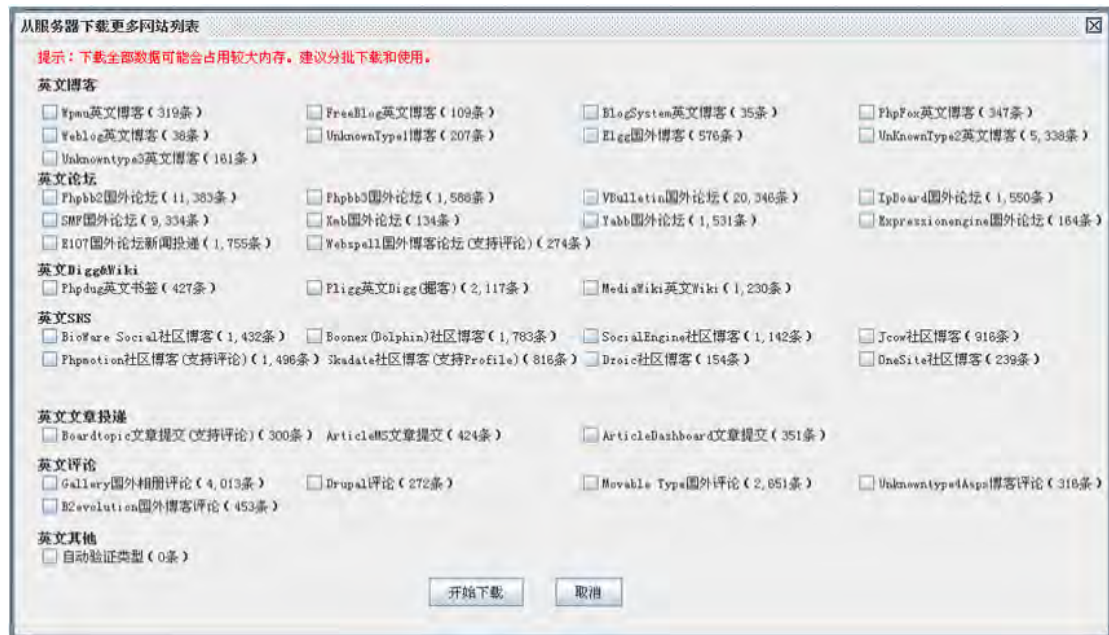 从服务器下载更多网站列表
提示：下载全部数据可能会占用较大内存。建议分批下载和使用。
英文博客
Wpmu英文博客(319条) FreeBlog英文博客(109条) BlogSystem英文博客(35条) PhpFox英文博客(347条)
Weblog英文博客(38条) UnknownType1博客(207条) Elgg国外博客(576条) UnKnownType2英文博客(5,338条)
Unknowntype3英文博客(161条)
英文论坛
Phpbb2国外论坛(11,383条) Phpbb3国外论坛(1,588条) VBulletin国外论坛(20,346条) IpBoard国外论坛(1,550条)
SMF国外论坛(9,334条) Xmb国外论坛(134条) Yabb国外论坛(1,531条) Expressionengine国外论坛(164条)
E107国外论坛新闻投递(1,755条) Webspell国外博客论坛(支持评论)(274条)
英文Digg&Wiki
Phpdug英文书签(427条) Pligg英文Digg(掘客)(2,117条) MediaWiki英文Wiki(1,230条)
英文SNS
BioWare Social社区博客(1,432条) Boonex(Dolphin)社区博客(1,783条) SocialEngine社区博客(1,142条) Jcow社区博客(916条)
Phpmotion社区博客(支持评论)(1,496条) Skadate社区博客(支持Profile)(816条) Droic社区博客(154条) OneSite社区博客(239条)
英文文章投递
Boardtopic文章提交(支持评论)(300条) ArticleMS文章提交(424条) ArticleDashboard文章提交(351条)
英文评论
Gallery国外相册评论(4,013条) Drupal评论(272条) Movable Type国外评论(2,651条) Unknowntype4Aspx博客评论(316条)
B2evolution国外博客评论(453条)
英文其他
自动验证类型(0条)
开始下载 取消